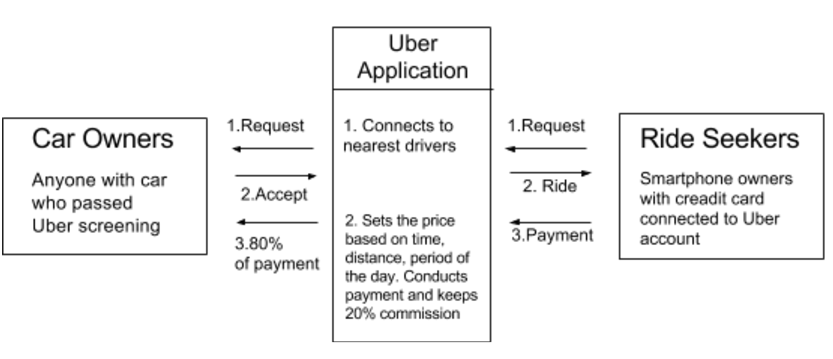 Uber
Application
Car Owners
Anyone with car
who passed
Uber screening
1.Request
2.Accept
3.80%
of payment
1. Connects to
nearest drivers
2. Sets the price
based on time,
distance, period of
the day. Conducts
payment and keeps
20% commission
1.Request
2. Ride
3.Payment
Ride Seekers
Smartphone owners
with creadit card
connected to Uber
account